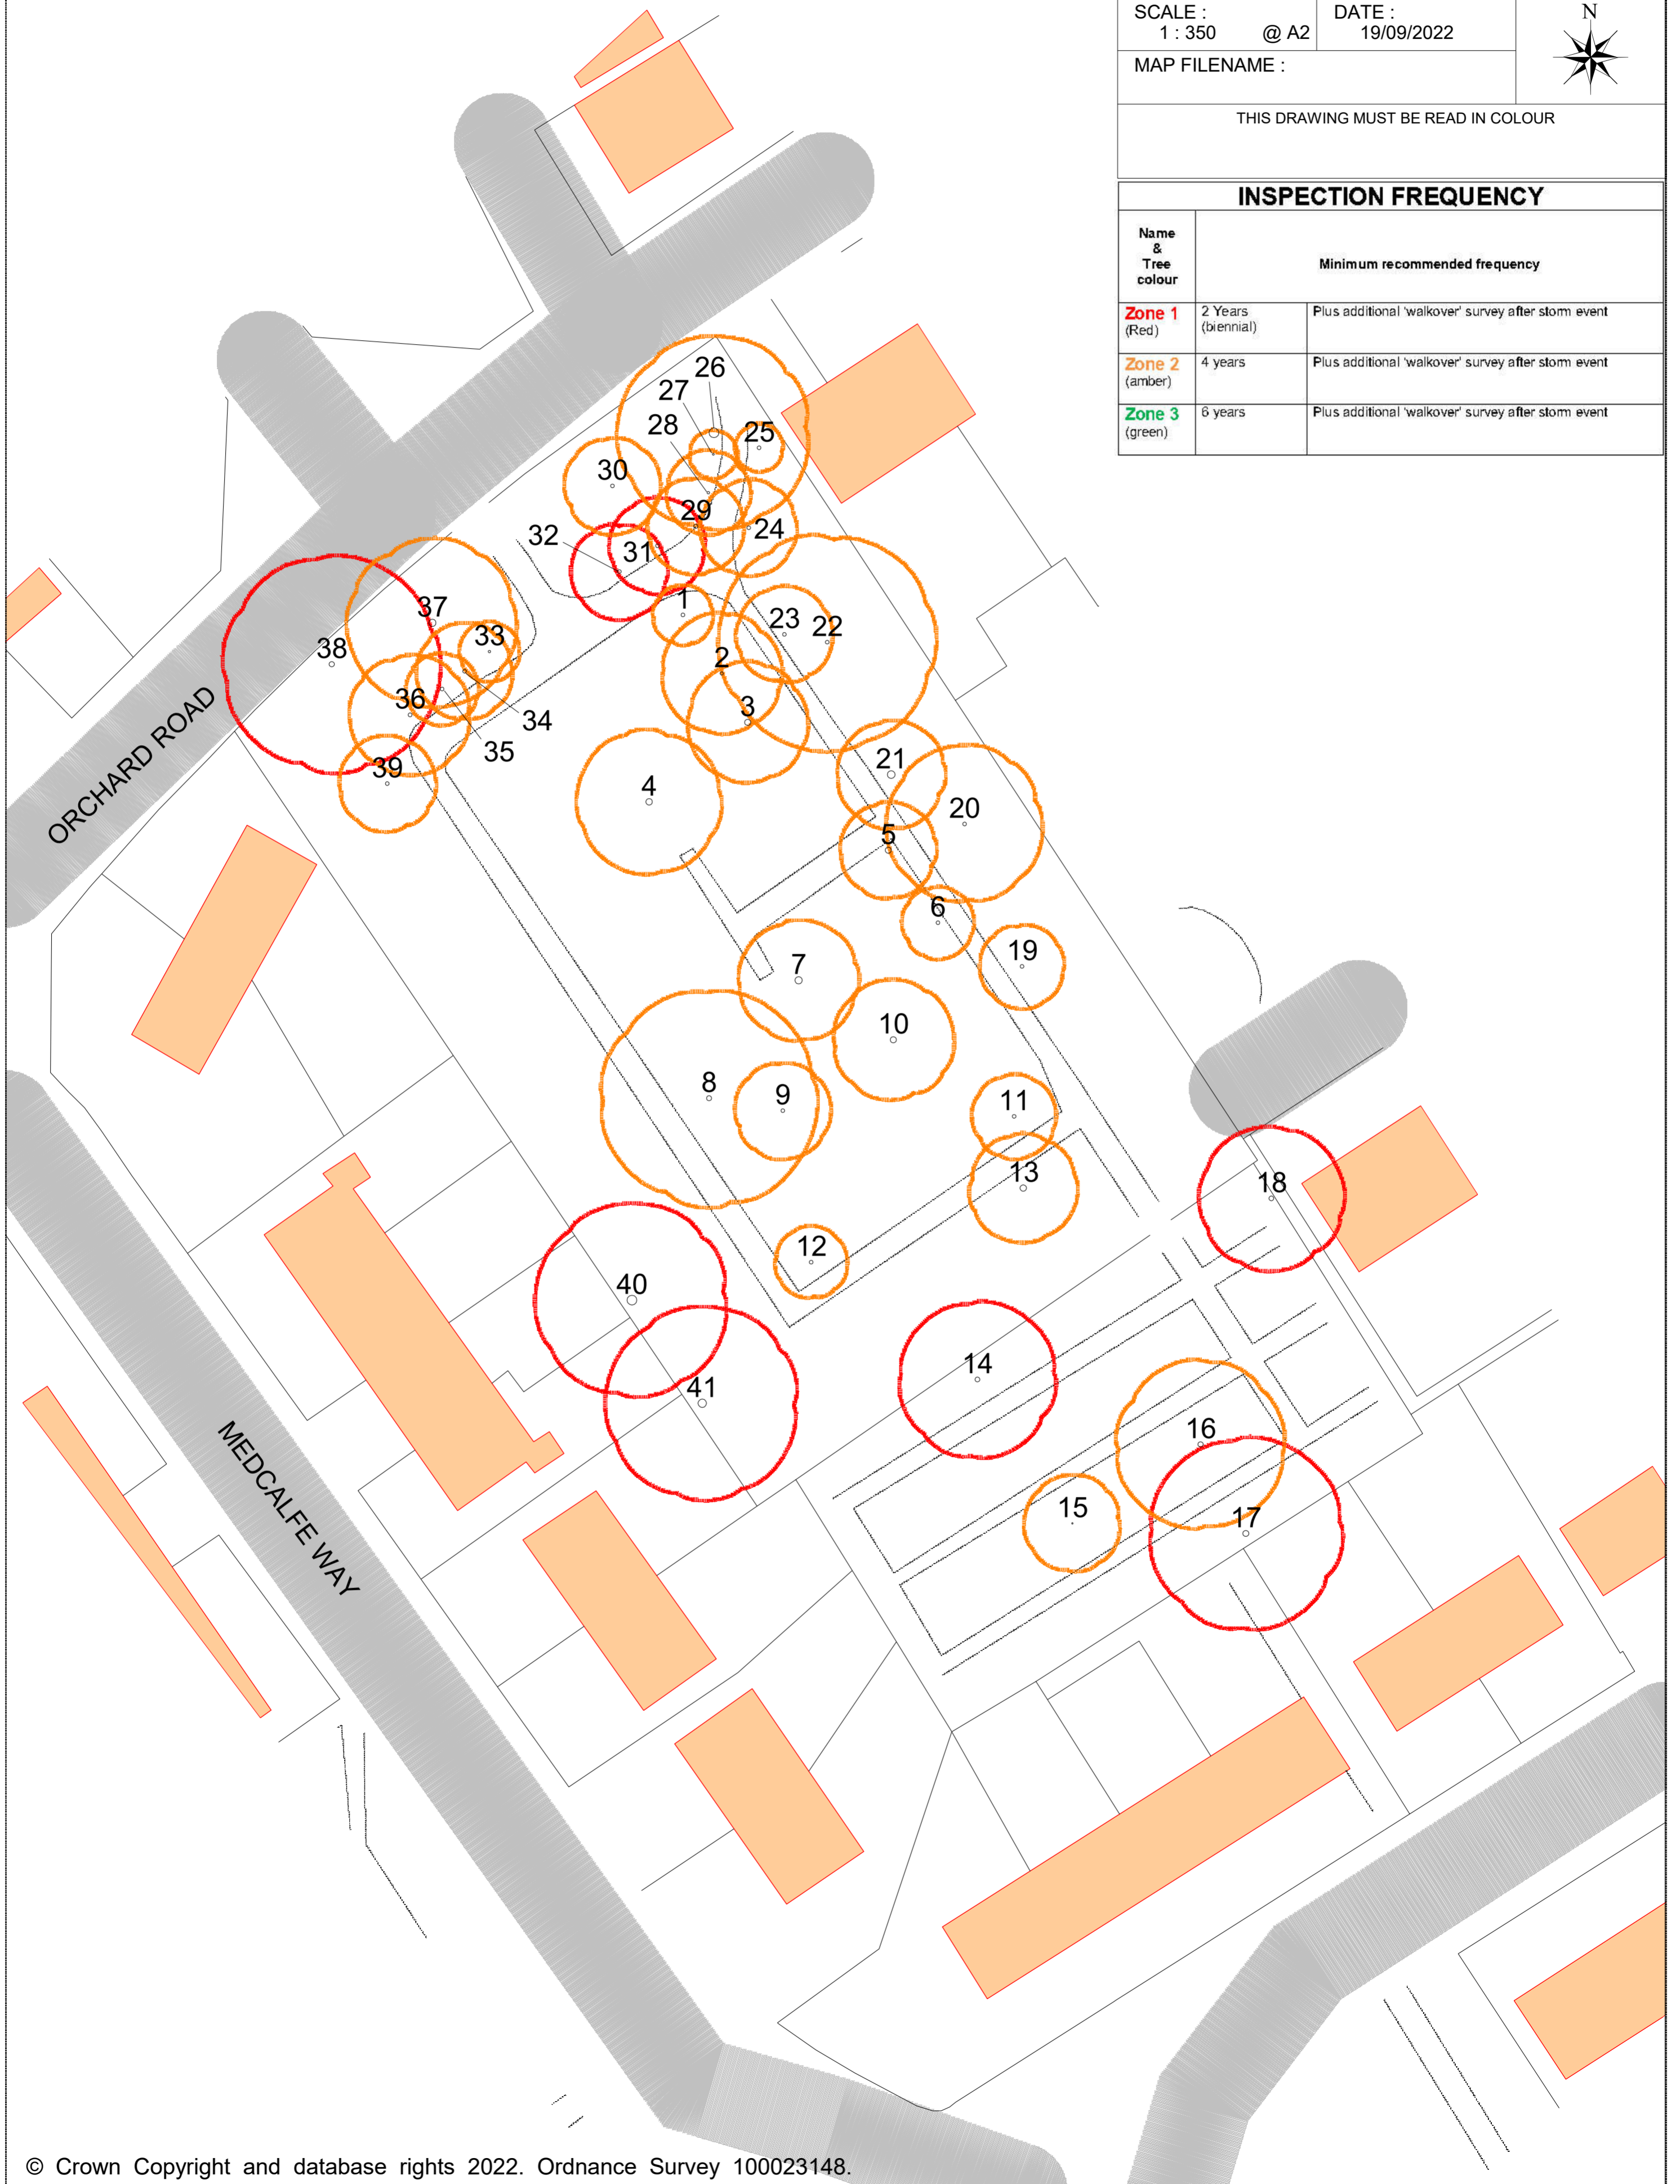 SCALE :
1 : 350 @ A2
DATE :
19/09/2022
N
MAP FILENAME :
THIS DRAWING MUST BE READ IN COLOUR
INSPECTION FREQUENCY
Name
&
Tree
colour
Minimum recommended frequency
Zone 1
(Red)
2 Years
(biennial)
Plus additional 'walkover' survey after storm event
Zone 2
(amber)
4 years
Plus additional 'walkover' survey after storm event
Zone 3
(green)
6 years
Plus additional 'walkover' survey after storm event
26
27
28
25
30
29
24
32
31
1
37
33
23
22
38
2
36
34
3
35
39
21
4
20
5
6
19
7
10
8
9
11
13
18
12
40
14
41
16
15
17
ORCHARD ROAD
MEDCALFE WAY
© Crown Copyright and database rights 2022. Ordnance Survey 100023148.